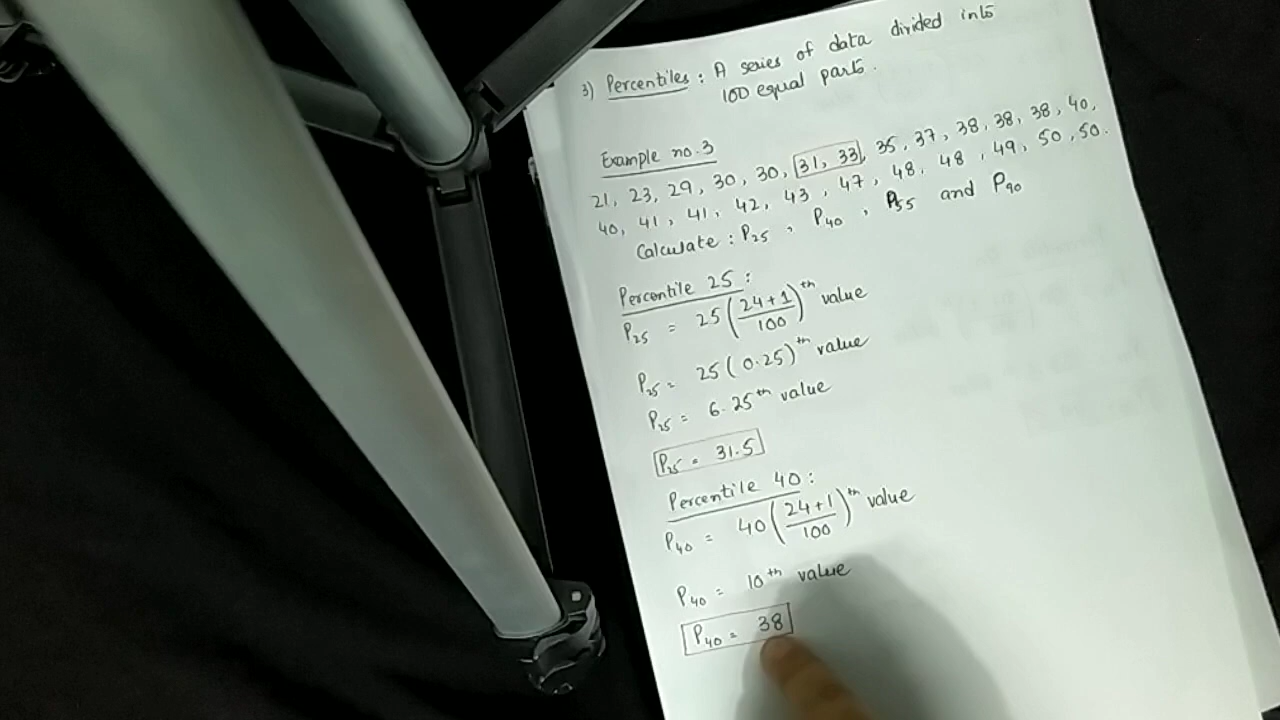 3) Percentiles : A series of data divided into
100 equal parts.
Example no.3
21, 23, 29, 30, 30, 31, 33, 35, 37, 38, 38, 38, 40,
40, 41, 41, 42, 43, 47, 48, 48, 49, 50, 50.
Calculate : P25 , P40 , P55 and P90
Percentile 25 :
P25 = 25 (24+1/100)th value
P25 = 25 (0.25)th value
P25 = 6.25th value
P25 = 31.5
Percentile 40 :
P40 = 40 (24+1/100)th value
P40 = 10th value
P40 = 38